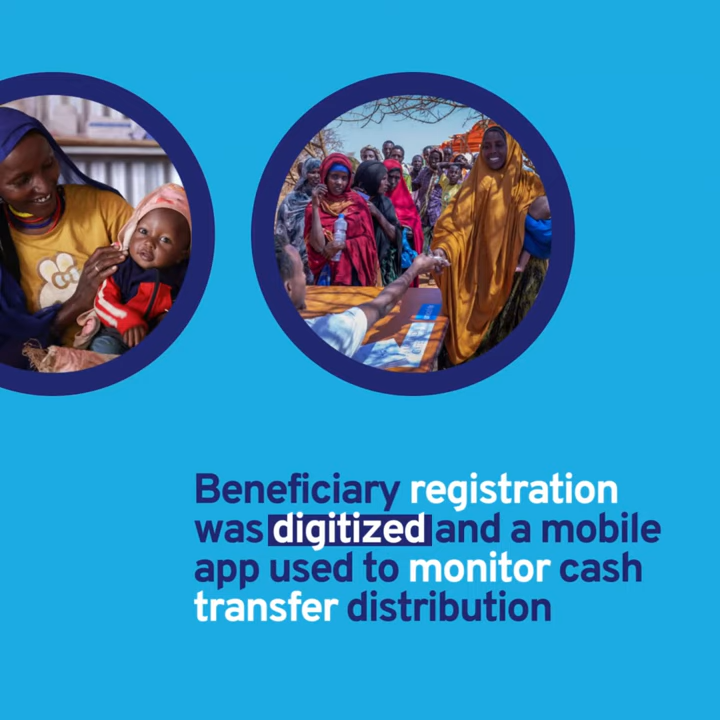 Beneficiary registration
was digitized and a mobile
app used to monitor cash
transfer distribution